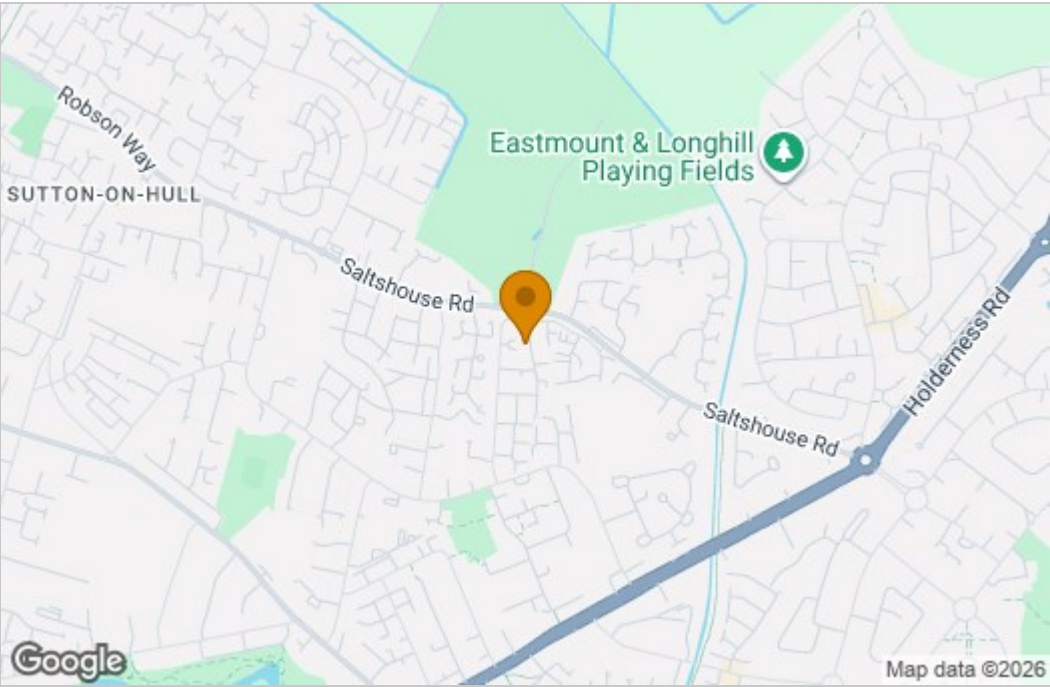 Robson Way
Eastmount & Longhill
Playing Fields
SUTTON-ON-HULL
Saltshouse Rd
Holderness Rd
Saltshouse Rd
Google
Map data ©2026